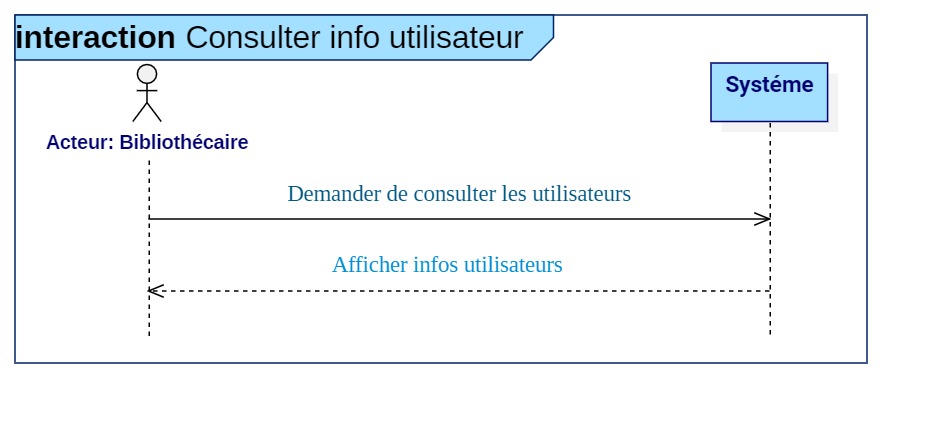 interaction Consulter info utilisateur
Systéme
Acteur: Bibliothécaire
Demander de consulter les utilisateurs
Afficher infos utilisateurs